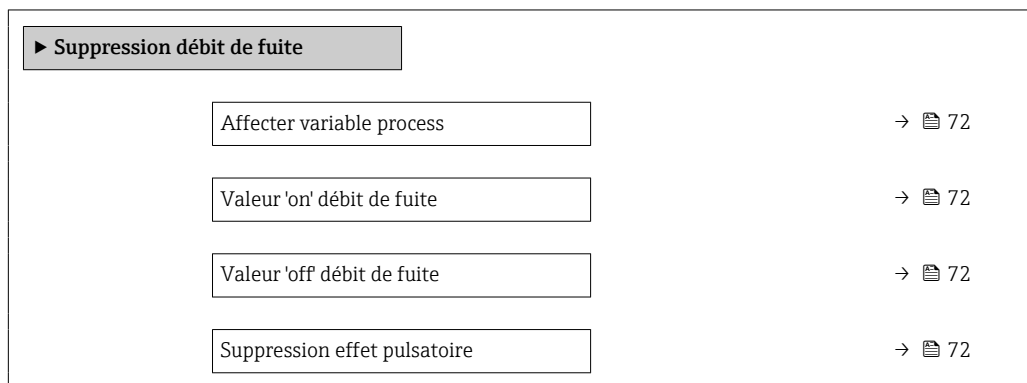 ▶ Suppression débit de fuite
Affecter variable process → 72
Valeur 'on' débit de fuite → 72
Valeur 'off' débit de fuite → 72
Suppression effet pulsatoire → 72